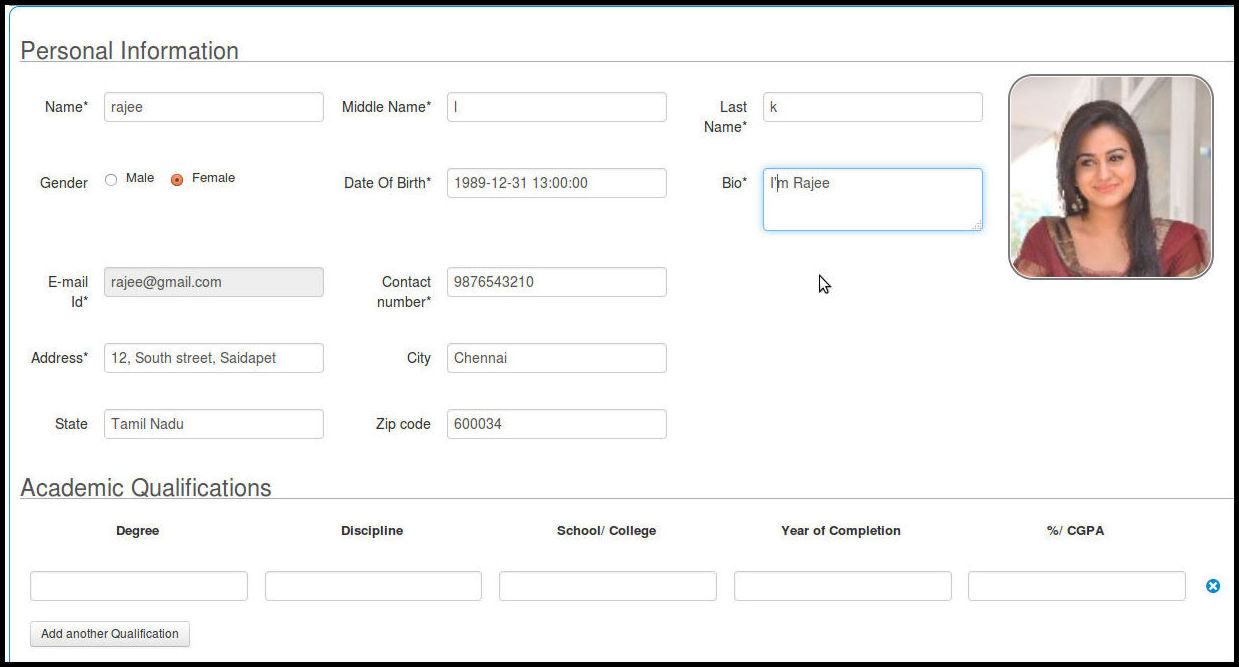 Personal Information
Name* rajee Middle Name* l Last Name* k
Gender Male Female Date Of Birth* 1989-12-31 13:00:00 Bio* I'm Rajee
E-mail Id* rajee@gmail.com Contact number* 9876543210
Address* 12, South street, Saidapet City Chennai
State Tamil Nadu Zip code 600034
Academic Qualifications
Degree Discipline School/ College Year of Completion %/ CGPA
Add another Qualification